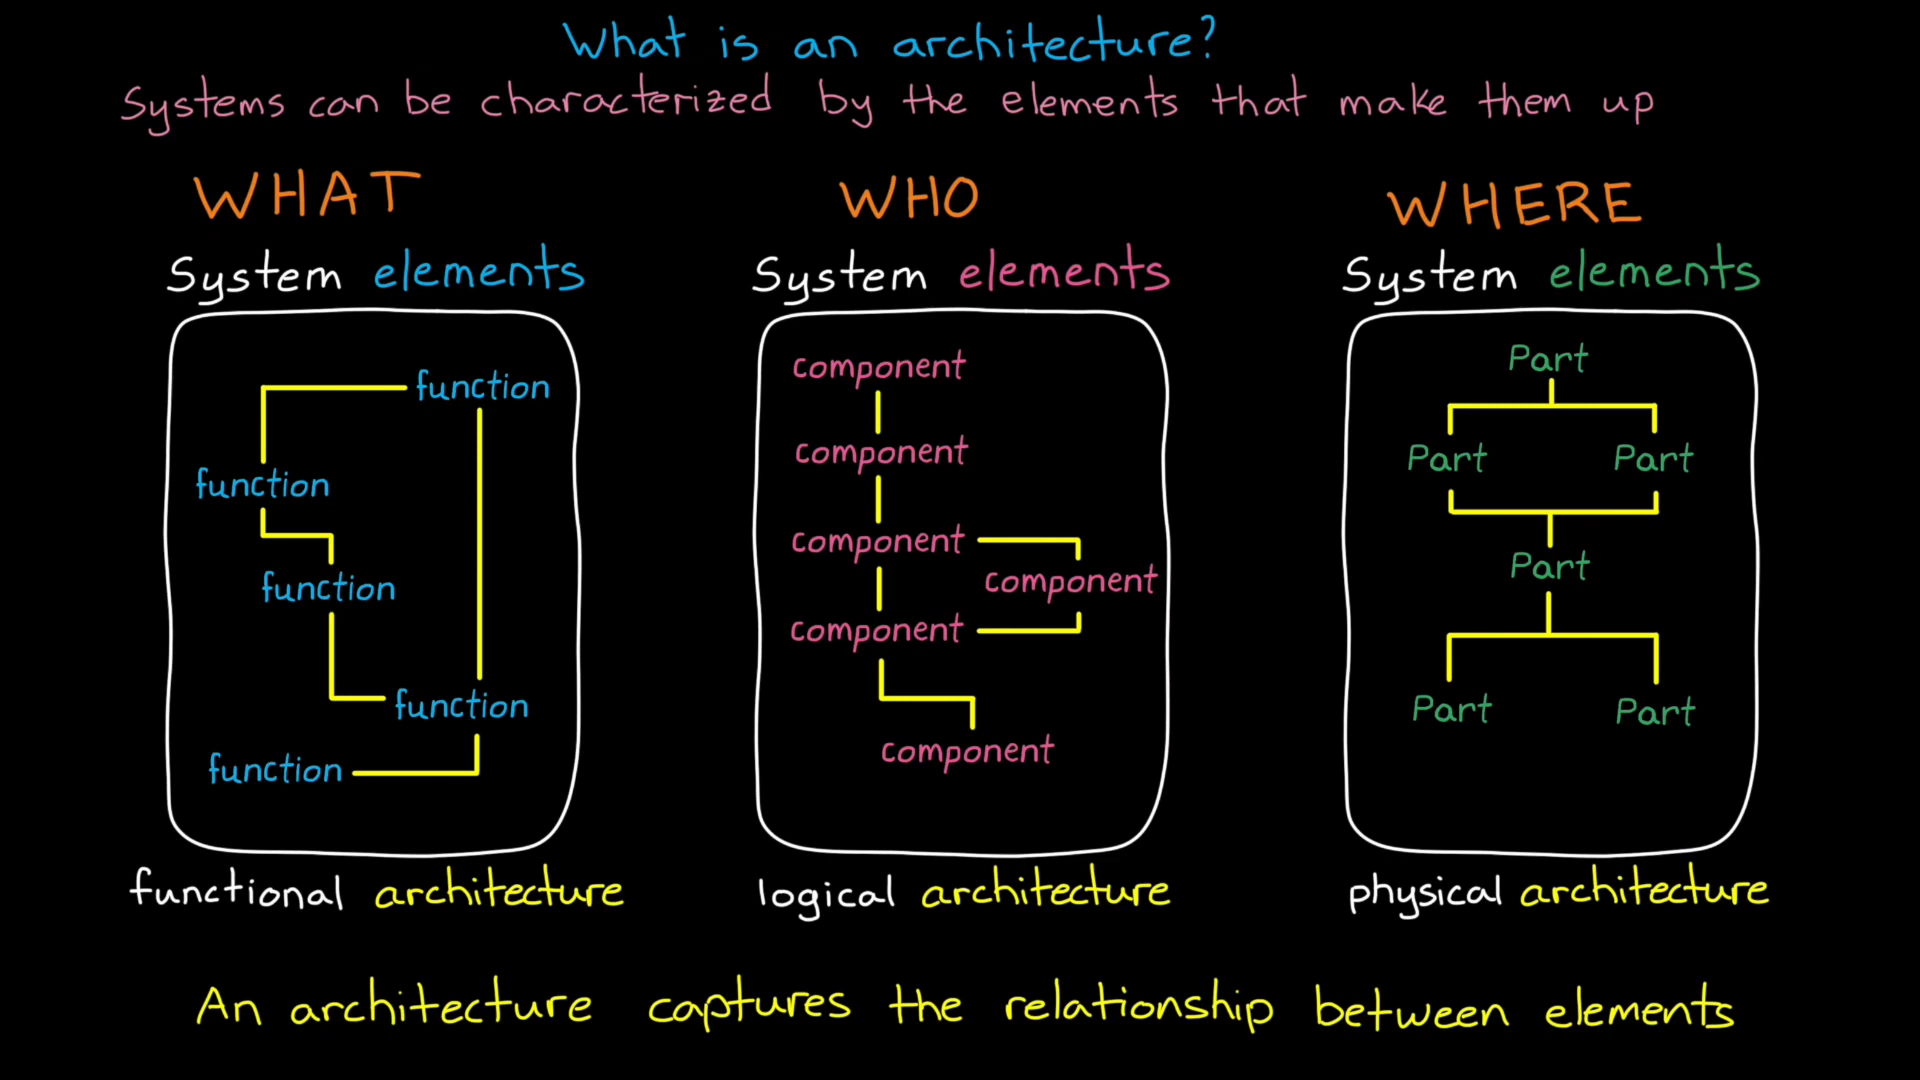 What is an architecture?
Systems can be characterized by the elements that make them up
WHAT
System elements
function
function
function
function
function
functional architecture
WHO
System elements
component
component
component
component
component
component
logical architecture
WHERE
System elements
Part
Part Part
Part
Part Part
physical architecture
An architecture captures the relationship between elements